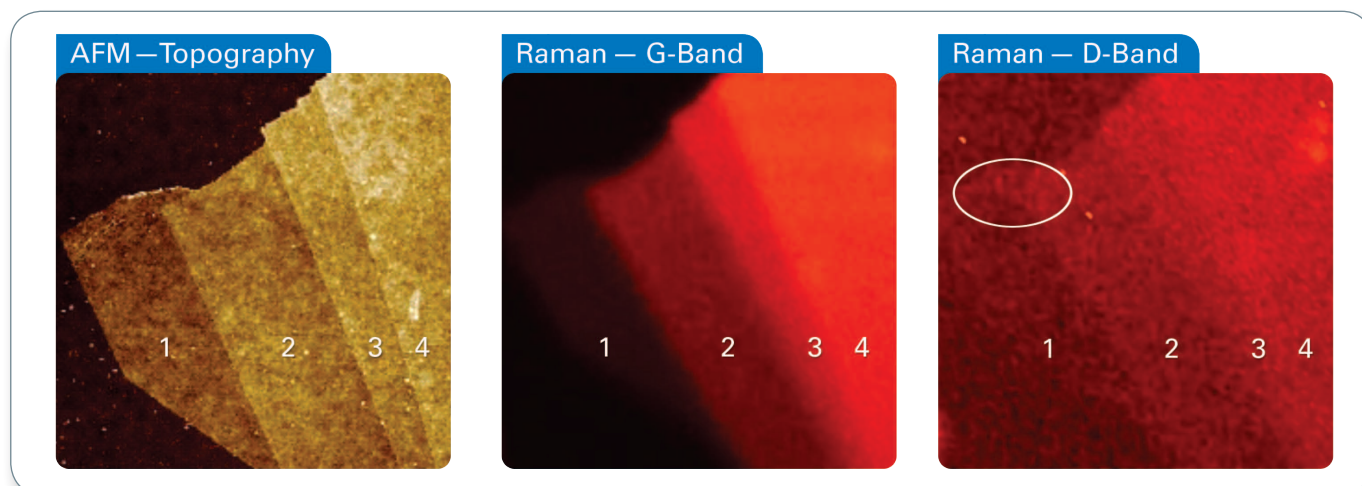 AFM—Topography
Raman — G-Band
Raman — D-Band
1 2 3 4
1 2 3 4
1 2 3 4